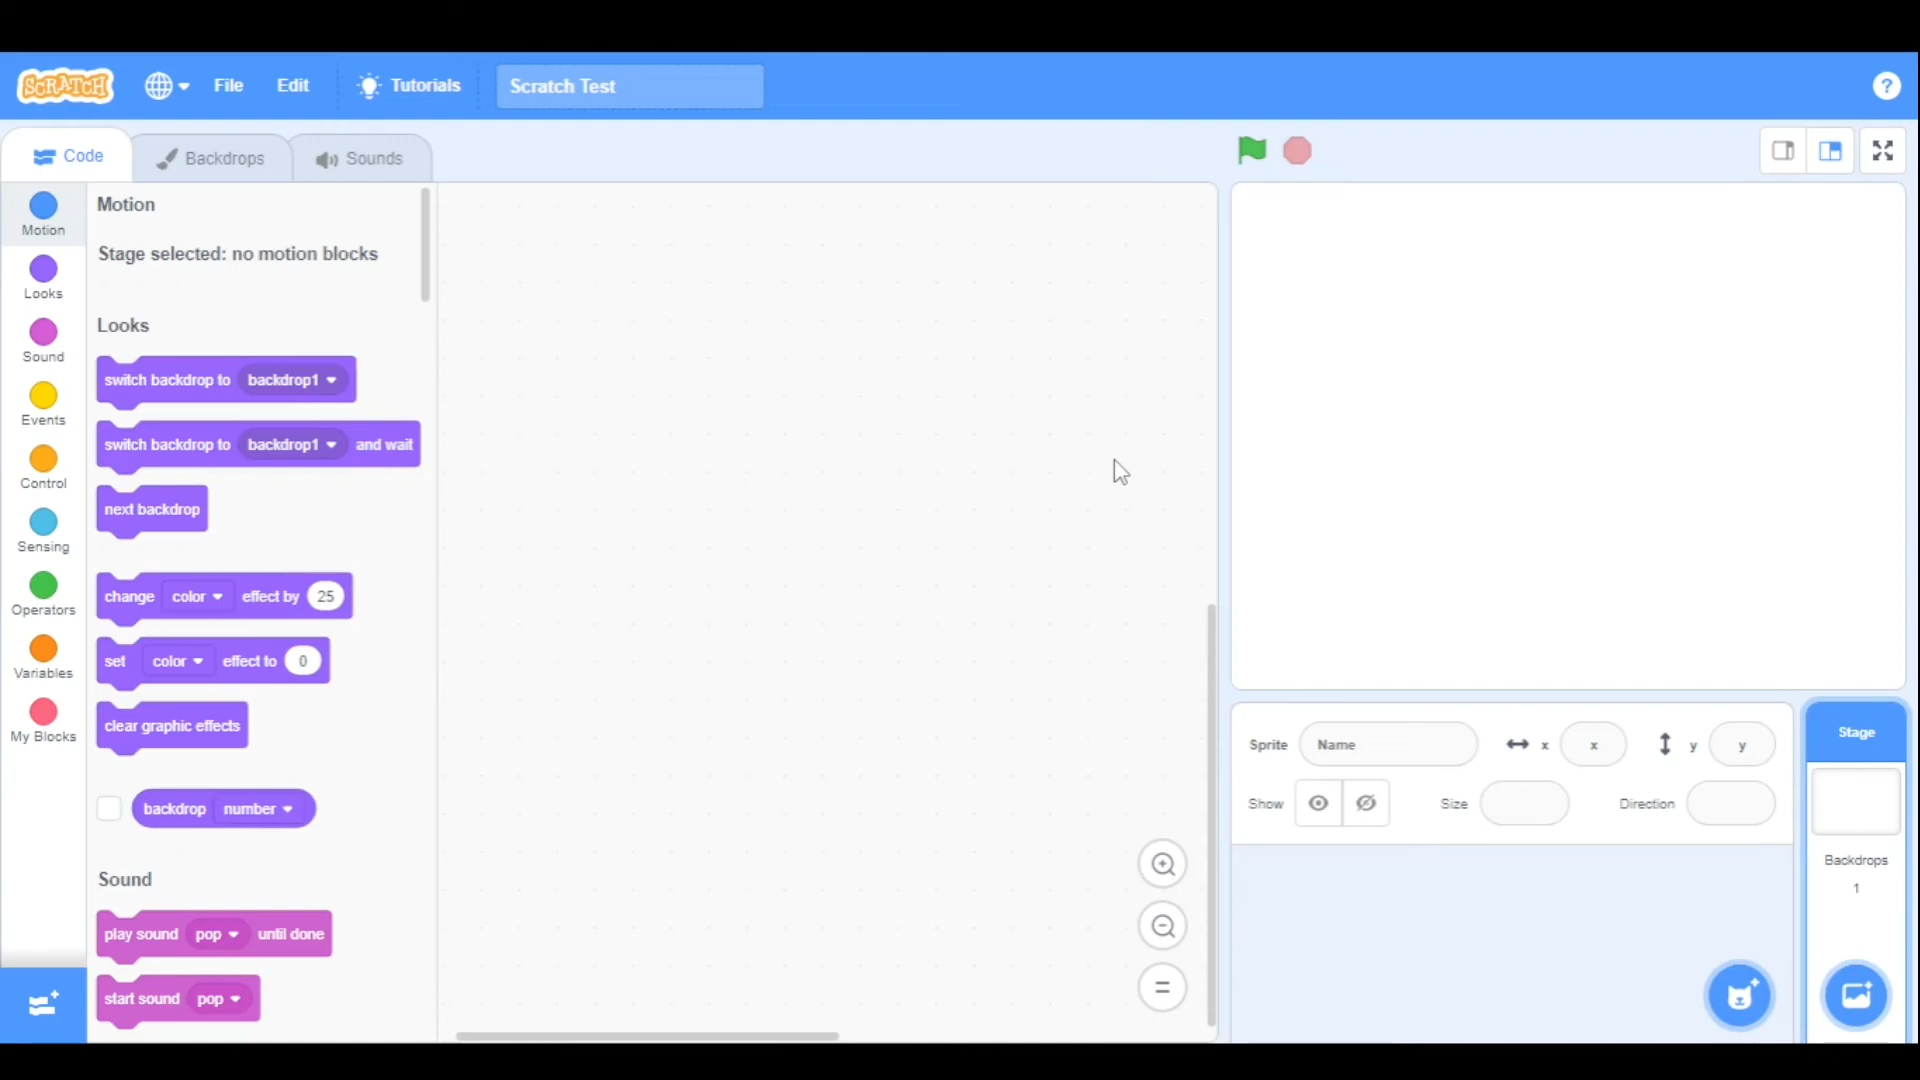 SCRATCH File Edit Tutorials Scratch Test ?
Code Backdrops Sounds
Motion
Looks
Sound
Events
Control
Sensing
Operators
Variables
My Blocks
Motion
Stage selected: no motion blocks
Looks
switch backdrop to backdrop1
switch backdrop to backdrop1 and wait
next backdrop
change color effect by 25
set color effect to 0
clear graphic effects
backdrop number
Sound
play sound pop until done
start sound pop
Sprite Name x x y y
Show Size Direction
Stage
Backdrops
1